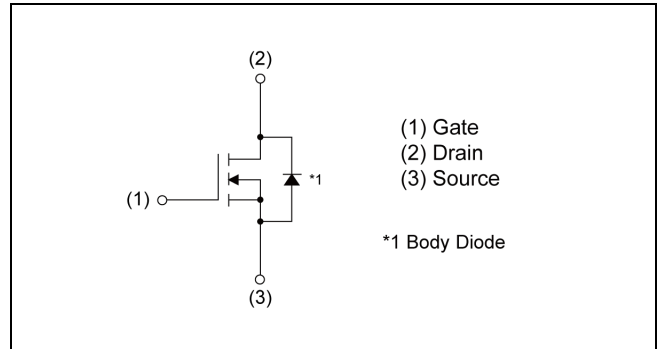 (2)
(1)
*1
(3)
(1) Gate
(2) Drain
(3) Source
*1 Body Diode